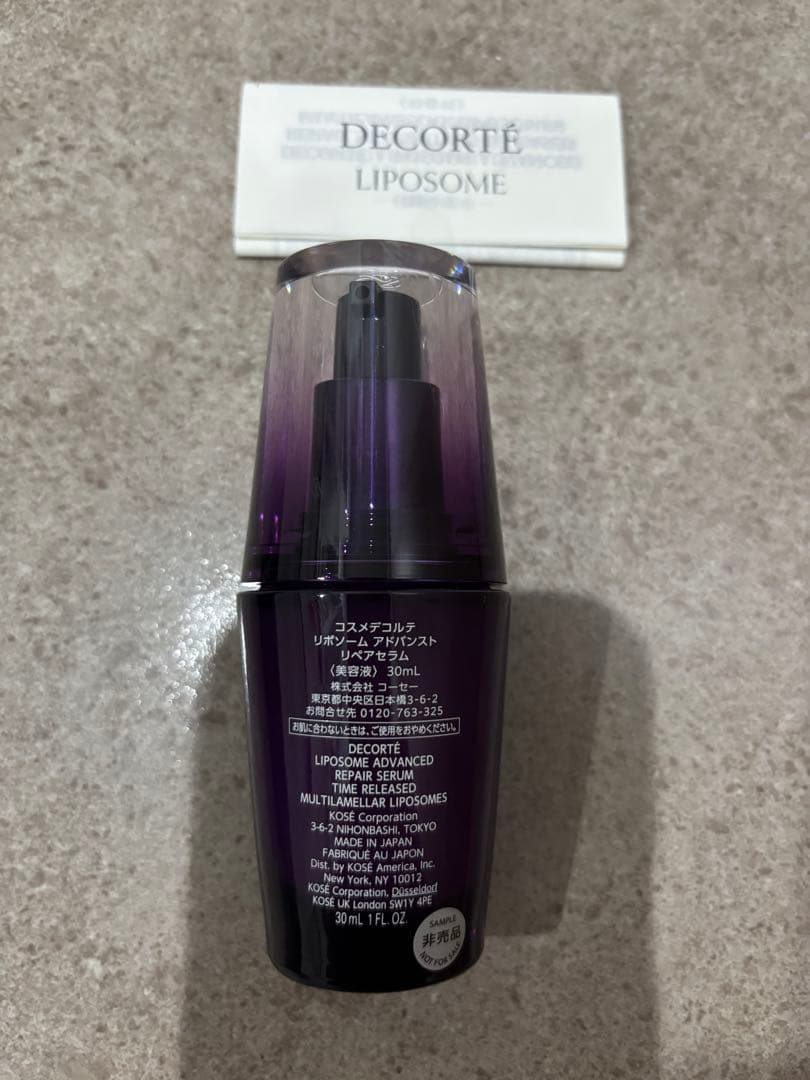 DECORTÉ
LIPOSOME
コスメデコルテ
リポソーム アドバンスト
リペアセラム
〈美容液〉 30mL
株式会社 コーセー
東京都中央区日本橋3-6-2
お問合せ先 0120-763-325
お肌に合わないときは、ご使用をおやめください。
DECORTÉ
LIPOSOME ADVANCED
REPAIR SERUM
TIME RELEASED
MULTILAMELLAR LIPOSOMES
KOSÉ Corporation
3-6-2 NIHONBASHI, TOKYO
MADE IN JAPAN
FABRIQUÉ AU JAPON
Dist. by KOSÉ America, Inc.
New York, NY 10012
KOSÉ Corporation, Düsseldorf
KOSÉ UK London SW1Y 4PE
30mL 1 FL. OZ.
SAMPLE
非売品
NOT FOR SALE